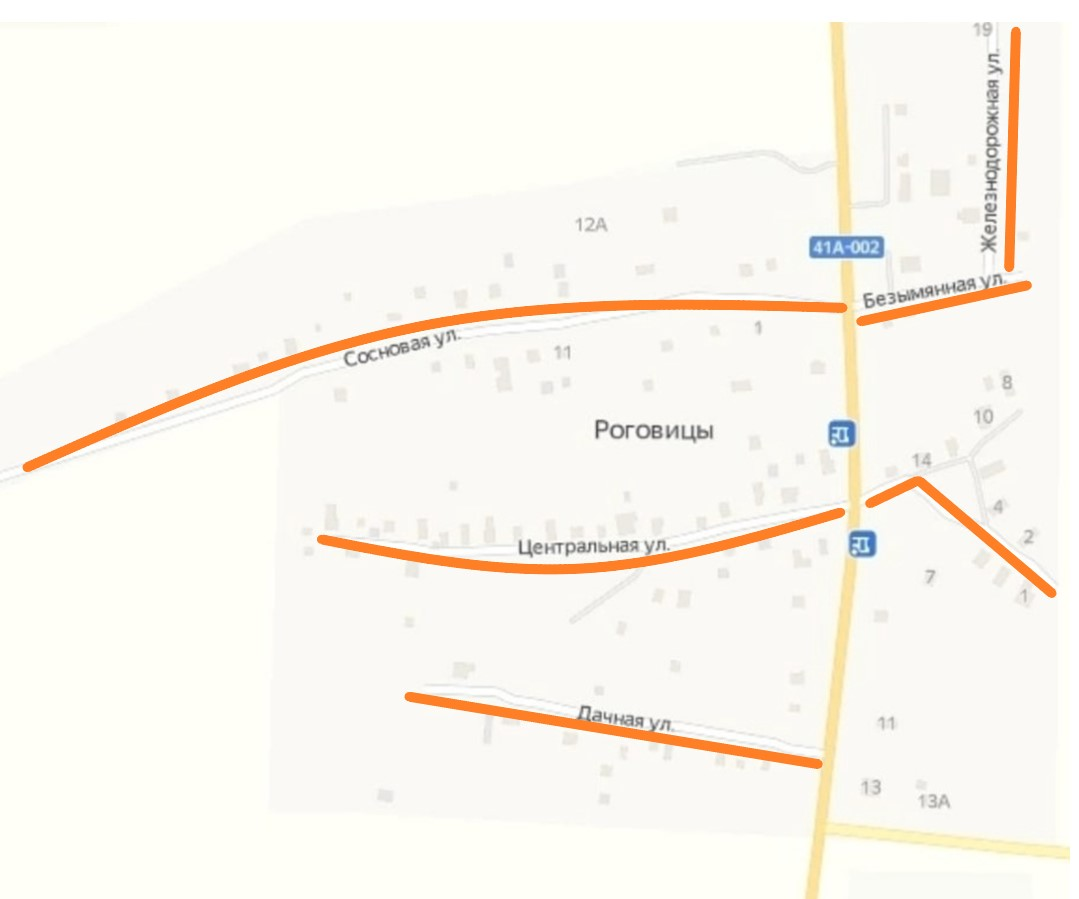 19
Железнодорожная ул.
12А
41А-002
Безымянная ул.
Сосновая ул.
1
11
8
Роговицы
10
14
4
2
Центральная ул.
7
1
Дачная ул.
11
13
13А